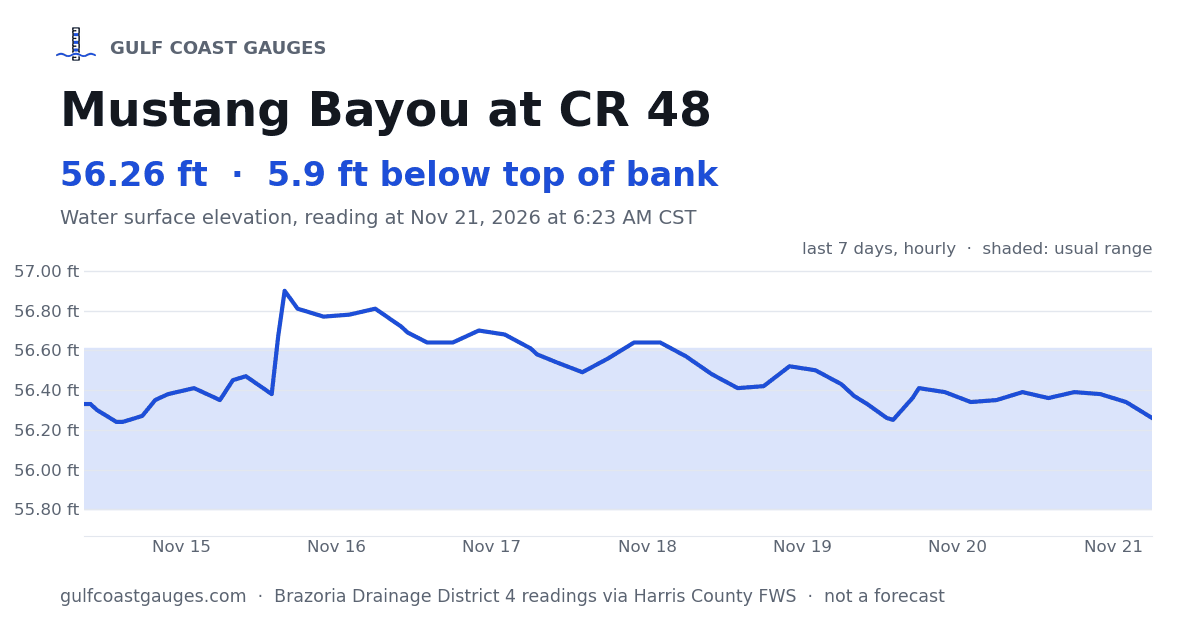 GULF COAST GAUGES
Mustang Bayou at CR 48
56.26 ft · 5.9 ft below top of bank
Water surface elevation, reading at Nov 21, 2026 at 6:23 AM CST
last 7 days, hourly · shaded: usual range
57.00 ft
56.80 ft
56.60 ft
56.40 ft
56.20 ft
56.00 ft
55.80 ft
Nov 15 Nov 16 Nov 17 Nov 18 Nov 19 Nov 20 Nov 21
gulfcoastgauges.com · Brazoria Drainage District 4 readings via Harris County FWS · not a forecast